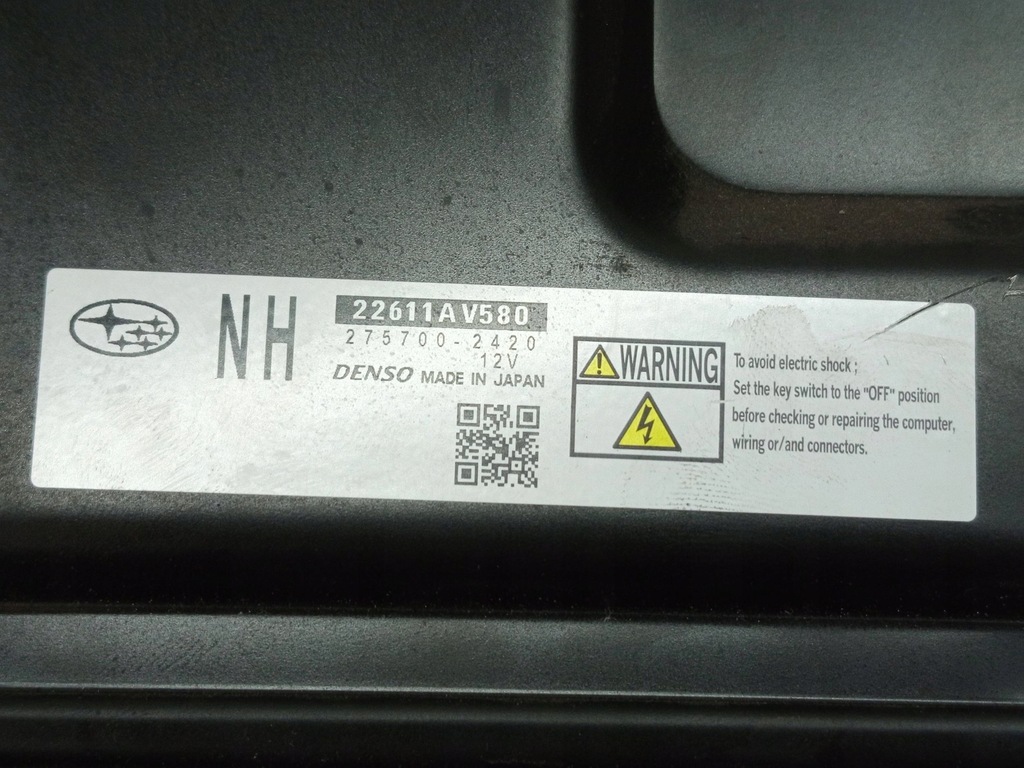 NH
22611AV580
275700-2420
12V
DENSO MADE IN JAPAN
WARNING
To avoid electric shock ;
Set the key switch to the "OFF" position
before checking or repairing the computer,
wiring or/and connectors.